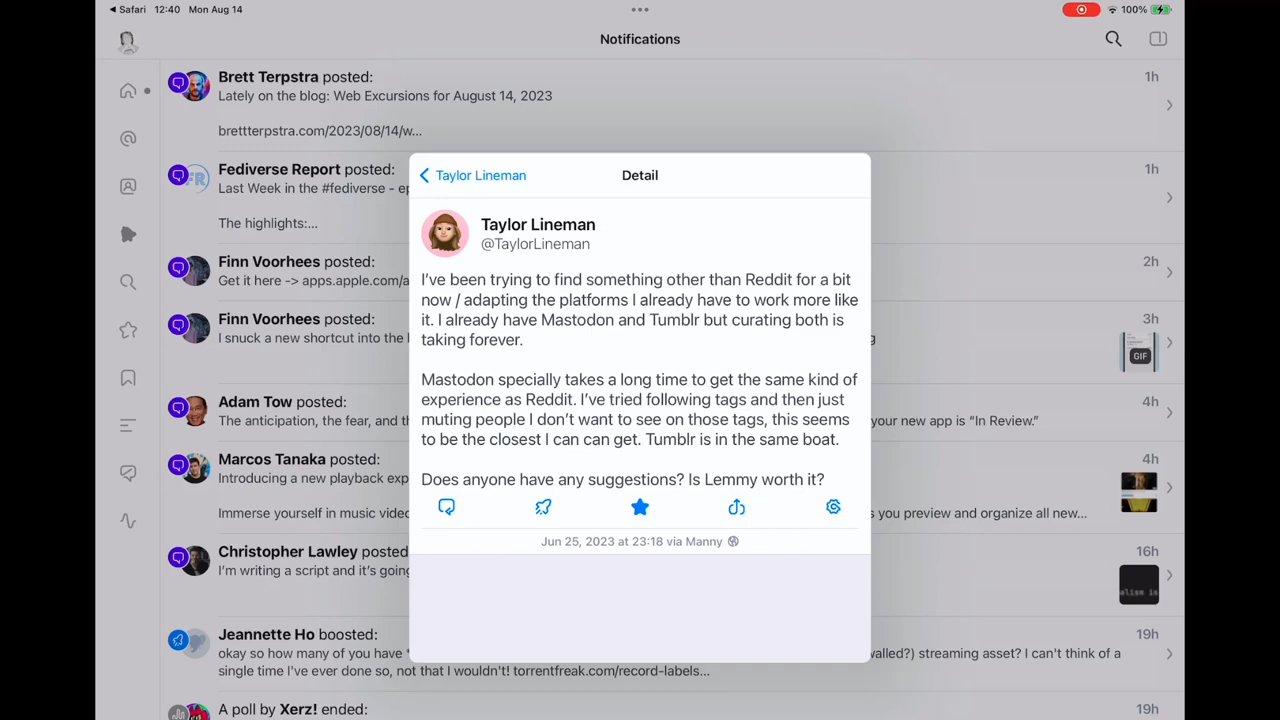 Safari 12:40 Mon Aug 14
100%
Notifications
Brett Terpstra posted:
1h
Lately on the blog: Web Excursions for August 14, 2023
brettterpstra.com/2023/08/14/w...
Fediverse Report posted:
1h
Last Week in the #fediverse - ep
The highlights:...
Finn Voorhees posted:
2h
Get it here -> apps.apple.com/a
Finn Voorhees posted:
3h
I snuck a new shortcut into the
GIF
Adam Tow posted:
4h
The anticipation, the fear, and th
your new app is “In Review.”
Marcos Tanaka posted:
4h
Introducing a new playback exp
Immerse yourself in music video
s you preview and organize all new...
Christopher Lawley posted
16h
I'm writing a script and it's going
alism is
Jeannette Ho boosted:
19h
okay so how many of you have
walled?) streaming asset? I can't think of a
single time I've ever done so, not that I wouldn't! torrentfreak.com/record-labels...
A poll by Xerz! ended:
19h
Taylor Lineman
Detail
Taylor Lineman
@TaylorLineman
I've been trying to find something other than Reddit for a bit
now / adapting the platforms I already have to work more like
it. I already have Mastodon and Tumblr but curating both is
taking forever.
Mastodon specially takes a long time to get the same kind of
experience as Reddit. I've tried following tags and then just
muting people I don't want to see on those tags, this seems
to be the closest I can can get. Tumblr is in the same boat.
Does anyone have any suggestions? Is Lemmy worth it?
Jun 25, 2023 at 23:18 via Manny